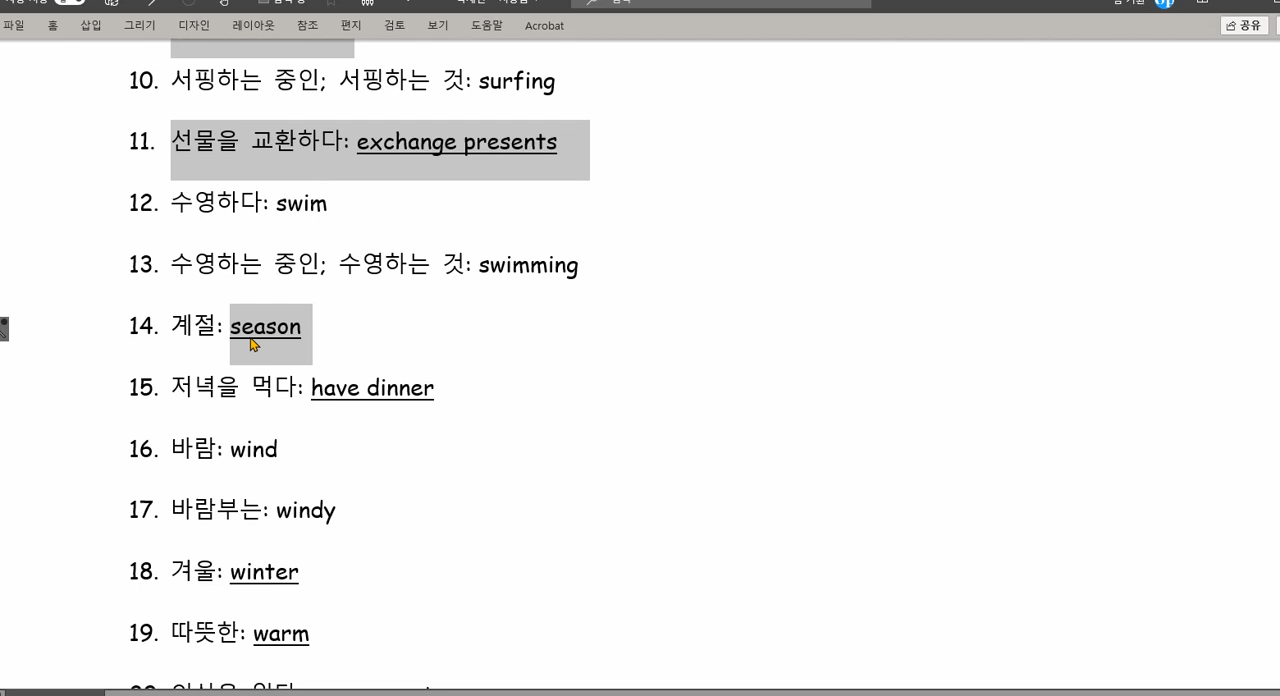 파일 홈 삽입 그리기 디자인 레이아웃 참조 편지 검토 보기 도움말 Acrobat 공유
10. 서핑하는 중인; 서핑하는 것: surfing
11. 선물을 교환하다: exchange presents
12. 수영하다: swim
13. 수영하는 중인; 수영하는 것: swimming
14. 계절: season
15. 저녁을 먹다: have dinner
16. 바람: wind
17. 바람부는: windy
18. 겨울: winter
19. 따뜻한: warm